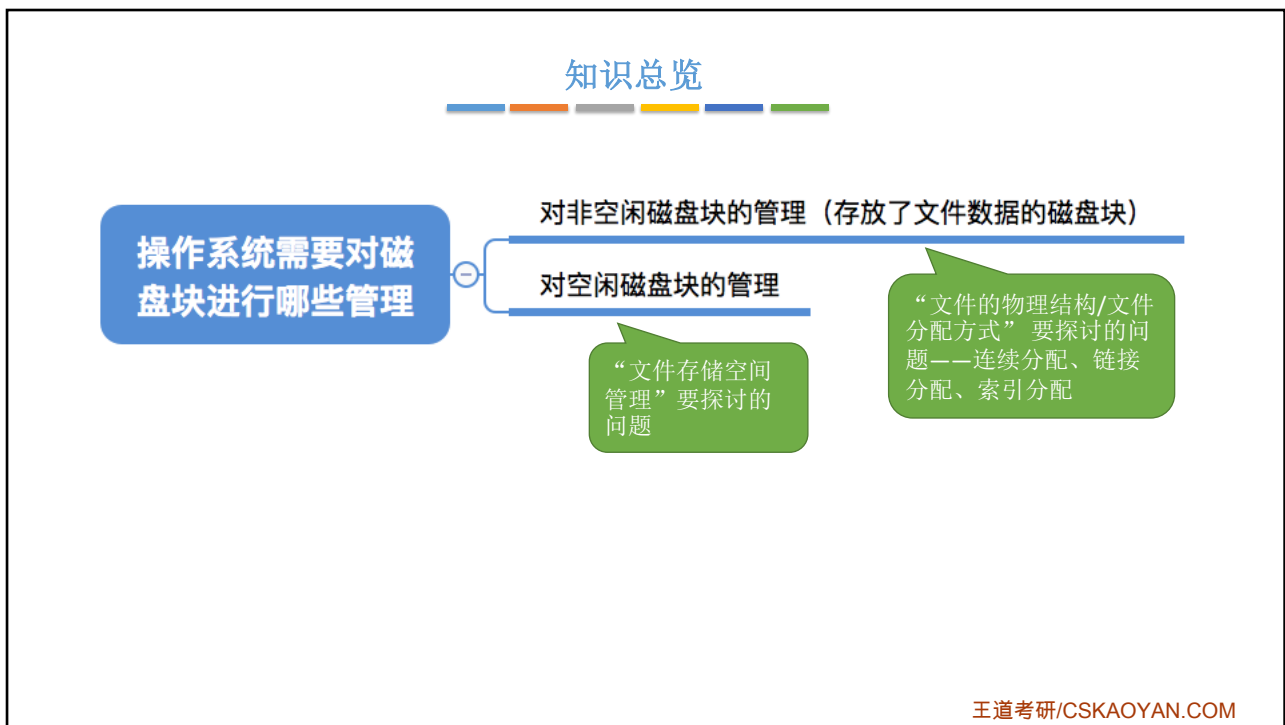 知识总览
操作系统需要对磁
盘块进行哪些管理
对非空闲磁盘块的管理（存放了文件数据的磁盘块）
对空闲磁盘块的管理
“文件的物理结构/文件
分配方式” 要探讨的问
题——连续分配、链接
分配、索引分配
“文件存储空间
管理”要探讨的
问题
王道考研/CSKAOYAN.COM